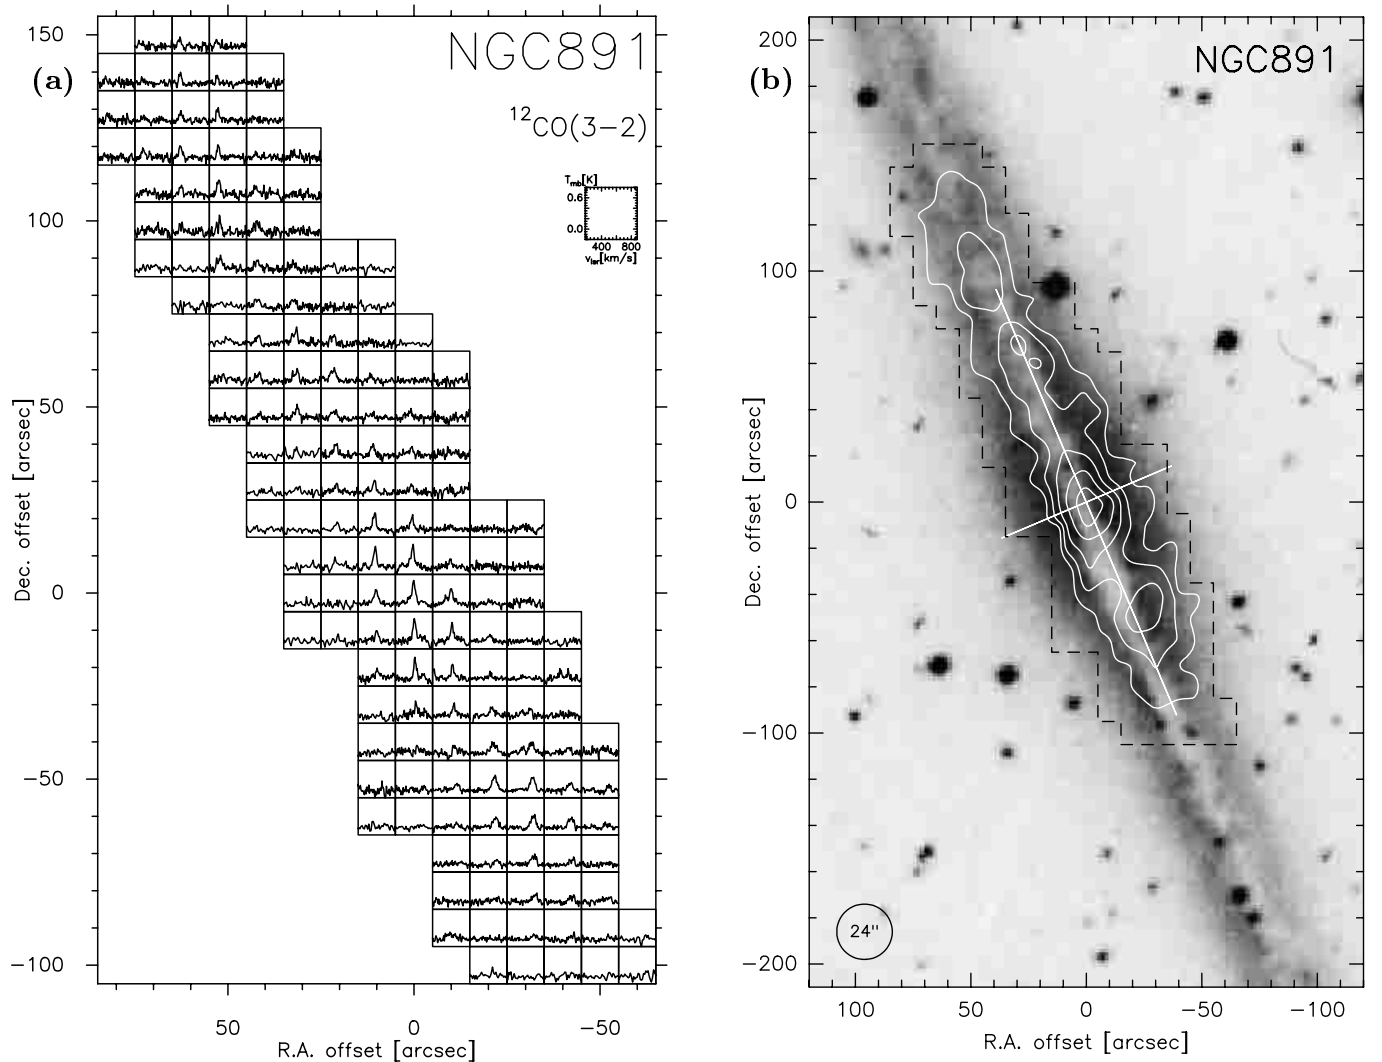 (a)
NGC891
¹²CO(3−2)
T_mb[K]
0.6
0.0
400 800
v_lsr[km/s]
150
100
50
0
−50
−100
Dec. offset [arcsec]
50 0 −50
R.A. offset [arcsec]
(b)
NGC891
200
100
0
−100
−200
Dec. offset [arcsec]
24"
100 50 0 −50 −100
R.A. offset [arcsec]